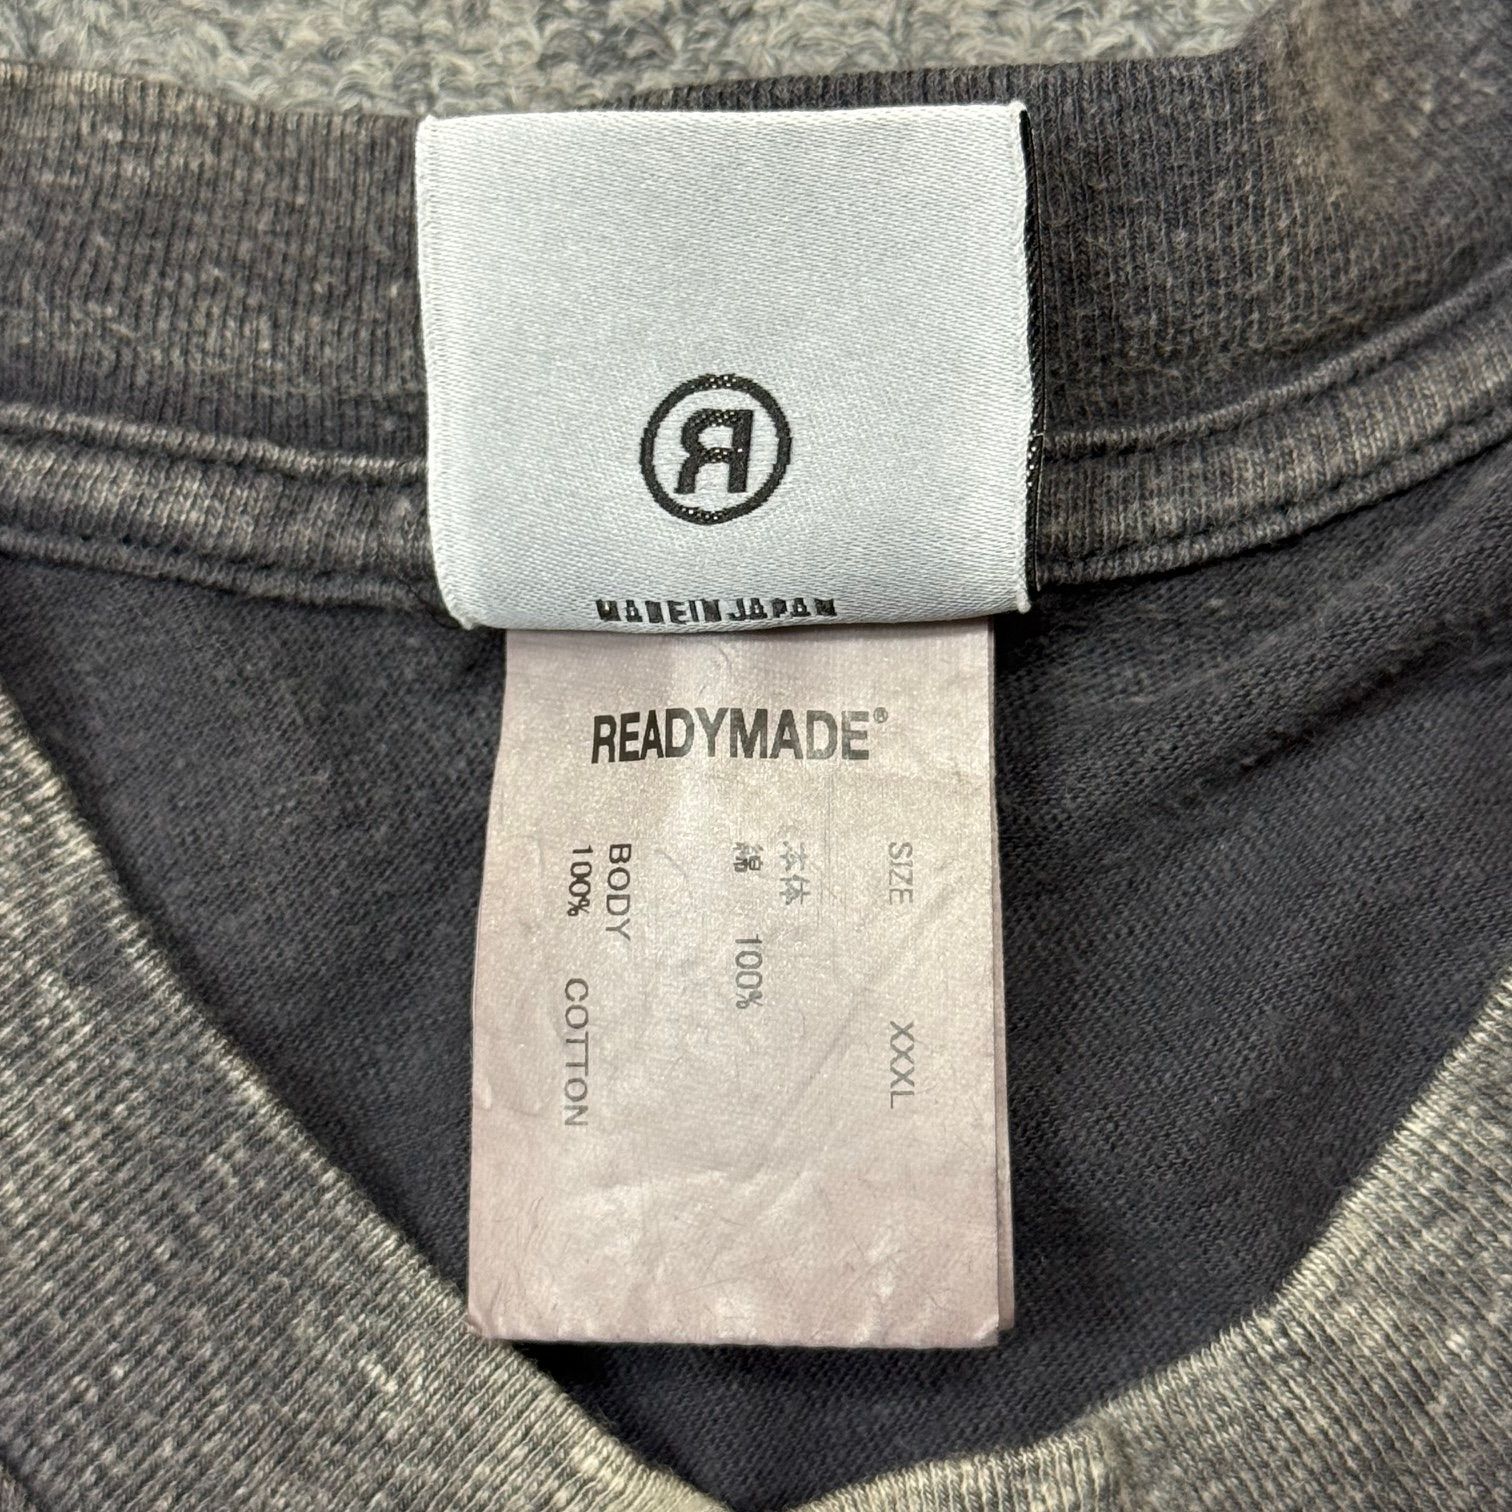 R
MADE IN JAPAN
READYMADE®
SIZE XXXL
本体
綿 100%
BODY
100% COTTON